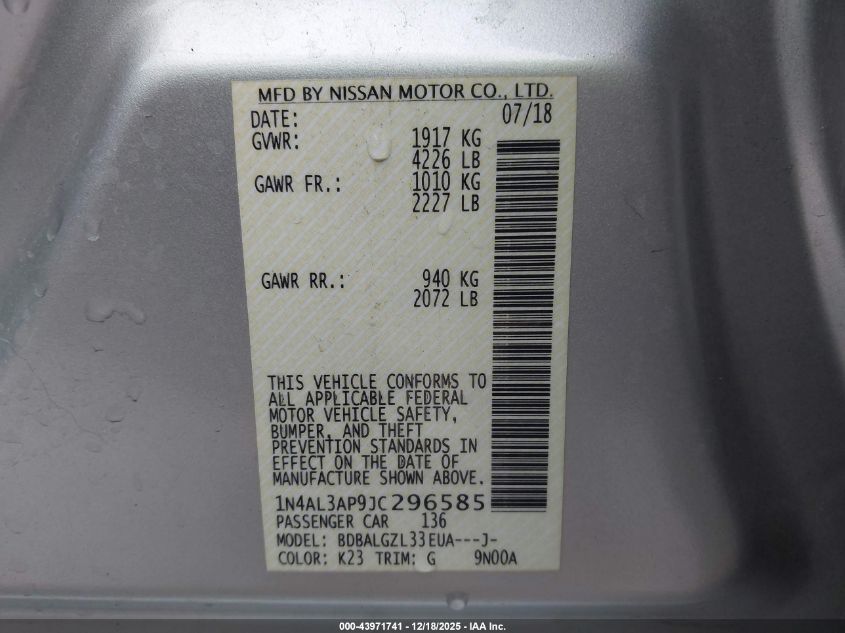 MFD BY NISSAN MOTOR CO., LTD.
DATE: 07/18
GVWR: 1917 KG
4226 LB
GAWR FR.: 1010 KG
2227 LB
GAWR RR.: 940 KG
2072 LB
THIS VEHICLE CONFORMS TO
ALL APPLICABLE FEDERAL
MOTOR VEHICLE SAFETY,
BUMPER, AND THEFT
PREVENTION STANDARDS IN
EFFECT ON THE DATE OF
MANUFACTURE SHOWN ABOVE.
1N4AL3AP9JC296585
PASSENGER CAR 136
MODEL: BDBALGZL33EUA---J-
COLOR: K23 TRIM: G 9N00A
000-43971741 - 12/18/2025 - IAA Inc.